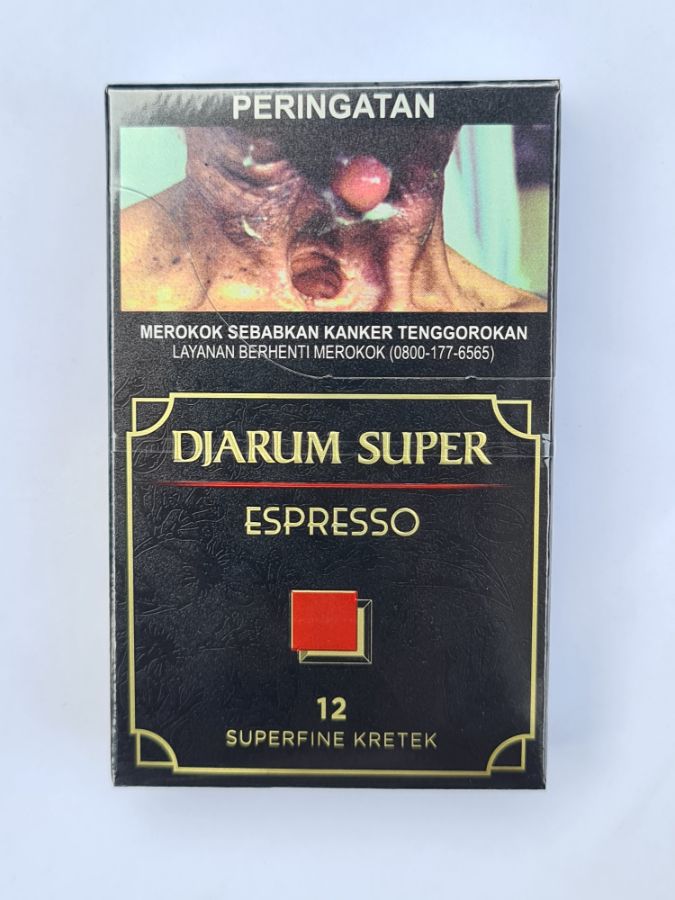 PERINGATAN
MEROKOK SEBABKAN KANKER TENGGOROKAN
LAYANAN BERHENTI MEROKOK (0800-177-6565)
DJARUM SUPER
ESPRESSO
12
SUPERFINE KRETEK